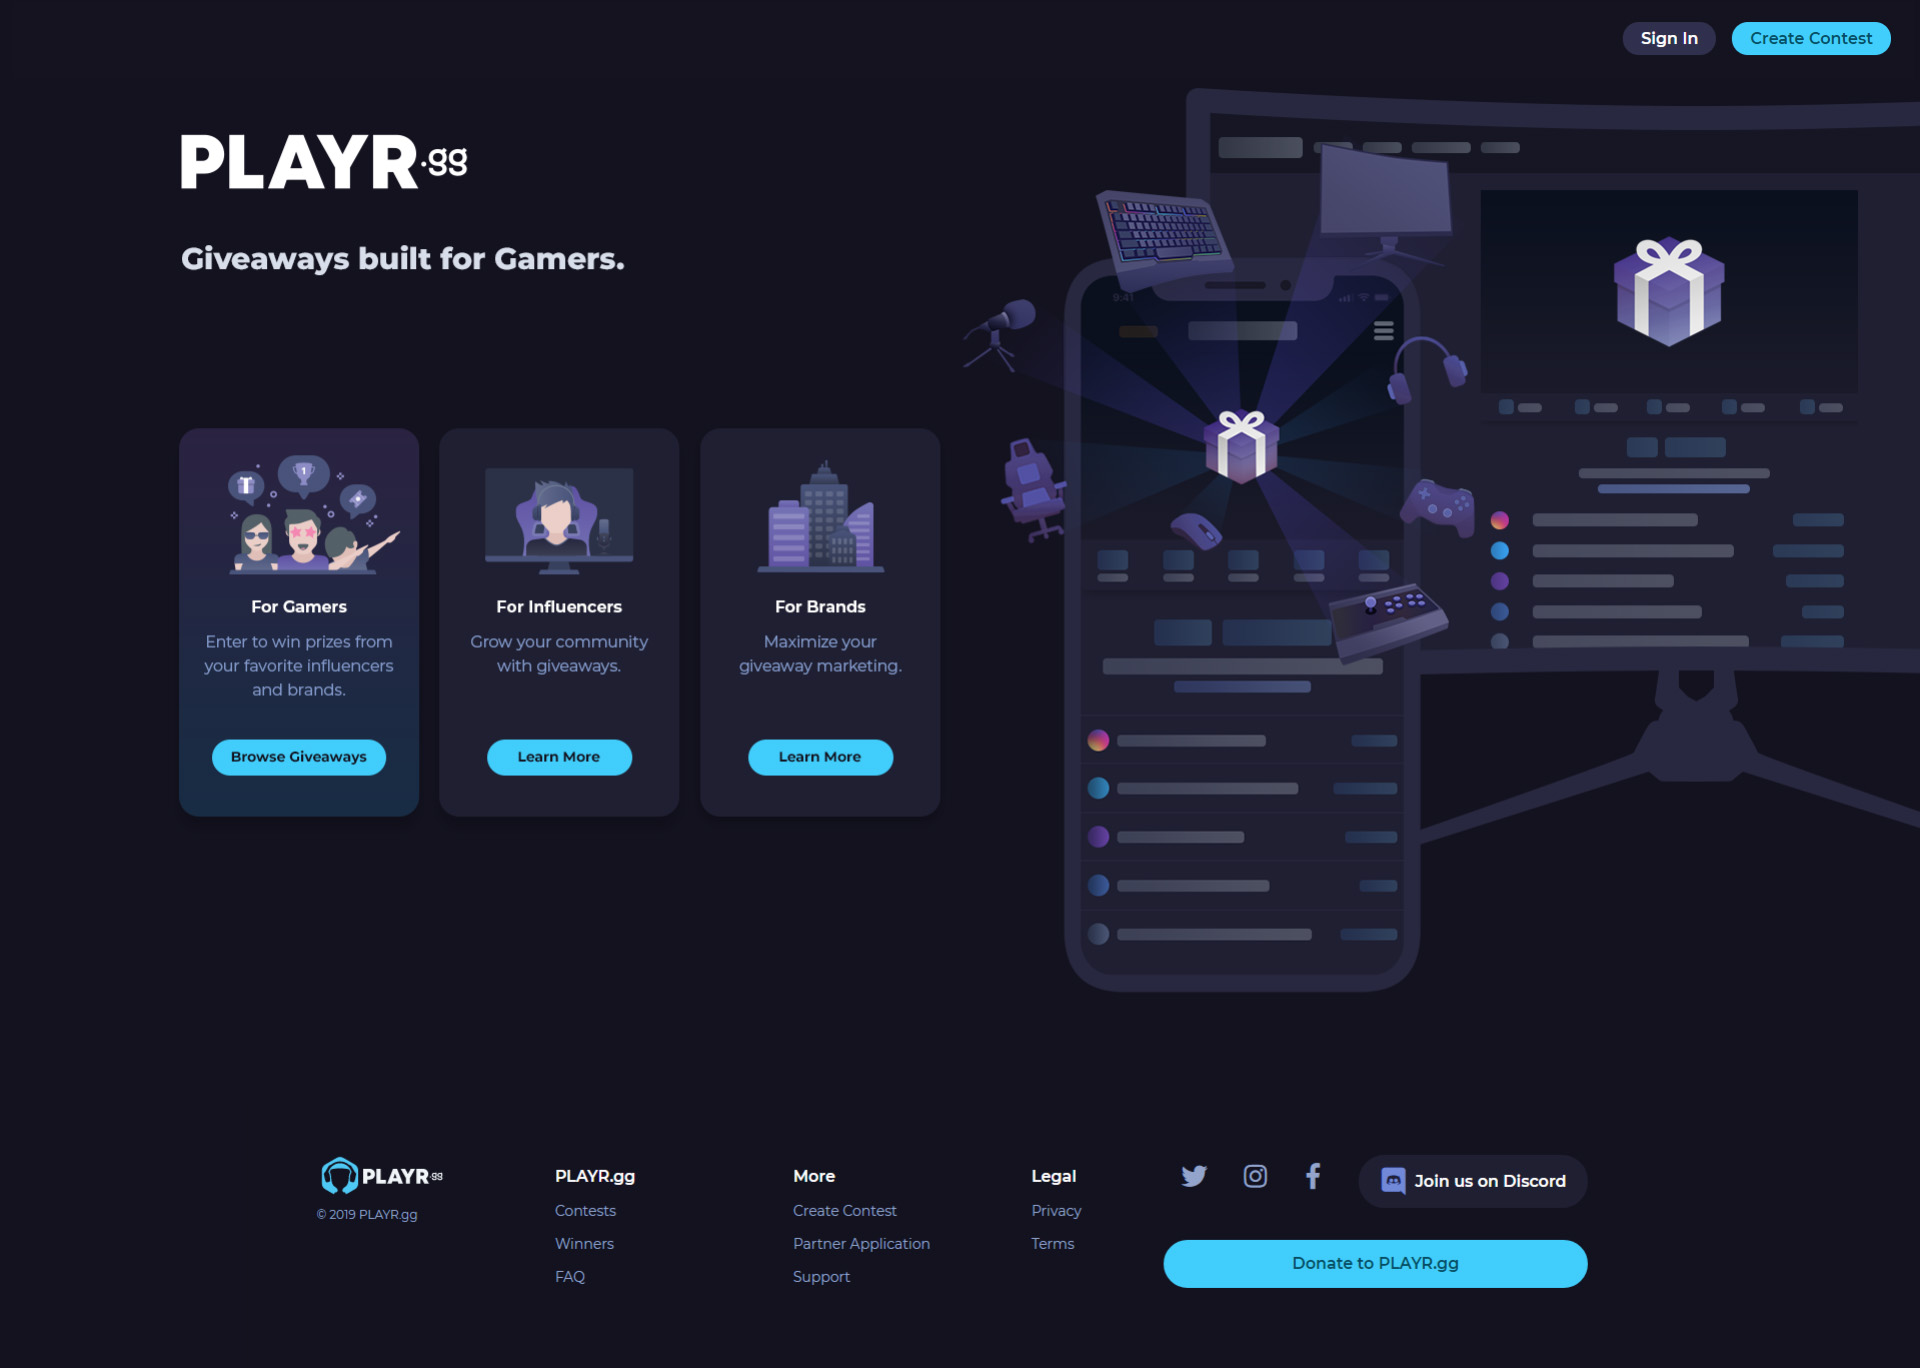 Sign In
Create Contest
PLAYR.gg
Giveaways built for Gamers.
9:41
1
For Gamers
Enter to win prizes from
your favorite influencers
and brands.
Browse Giveaways
For Influencers
Grow your community
with giveaways.
Learn More
For Brands
Maximize your
giveaway marketing.
Learn More
PLAYR.gg
© 2019 PLAYR.gg
PLAYR.gg
Contests
Winners
FAQ
More
Create Contest
Partner Application
Support
Legal
Privacy
Terms
Join us on Discord
Donate to PLAYR.gg